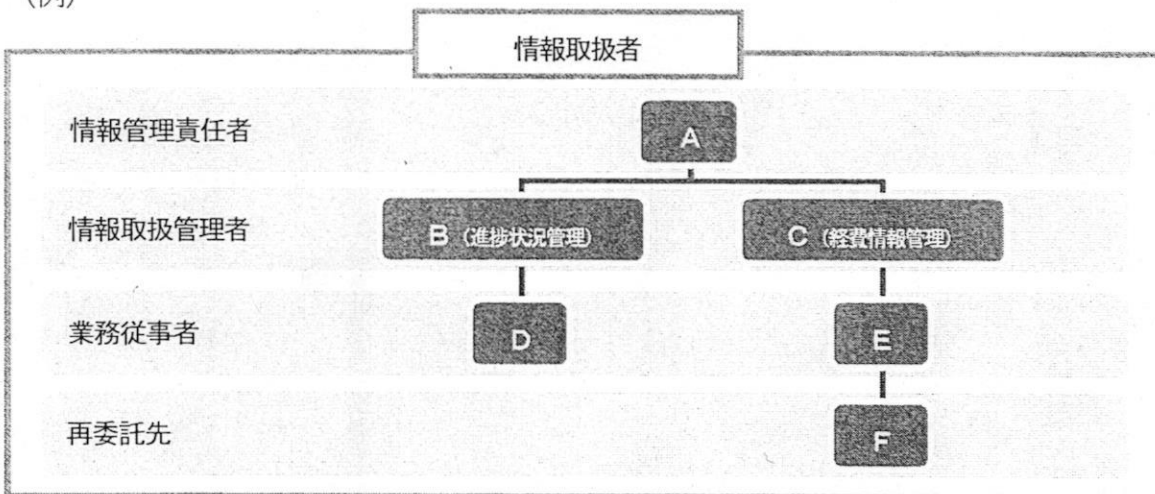 (例)
情報取扱者
情報管理責任者
A
情報取扱管理者
B (進捗状況管理)
C (経費情報管理)
業務従事者
D
E
再委託先
F